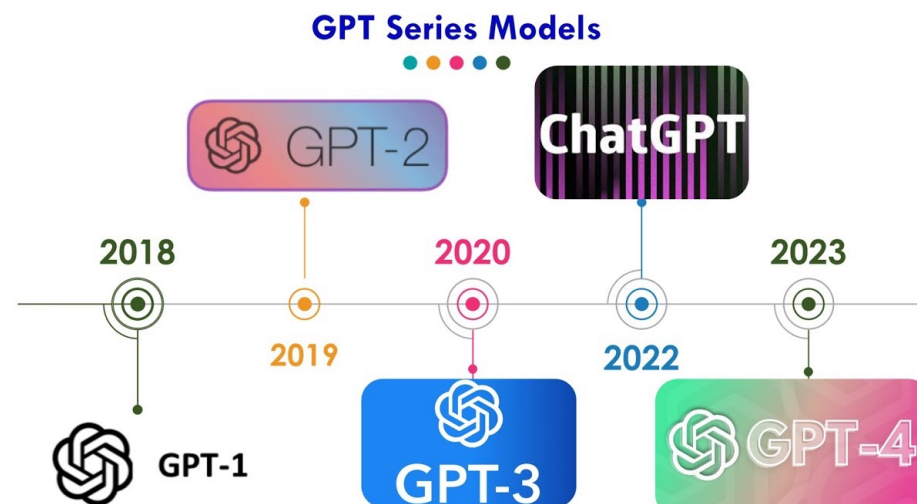 GPT Series Models
GPT-2
ChatGPT
2018
2020
2023
2019
2022
GPT-1
GPT-3
GPT-4